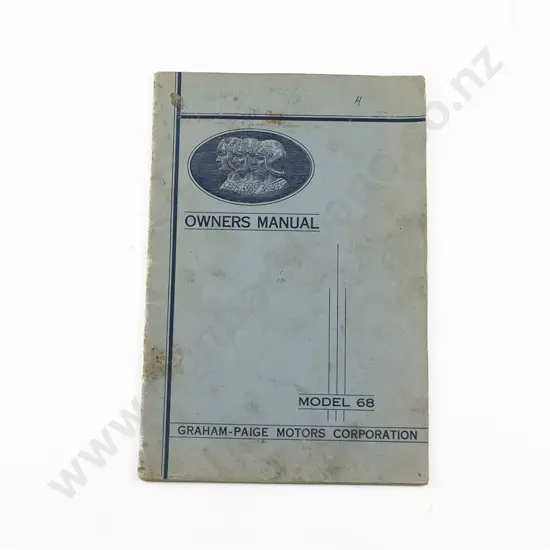 H
OWNERS MANUAL
MODEL 68
GRAHAM-PAIGE MOTORS CORPORATION